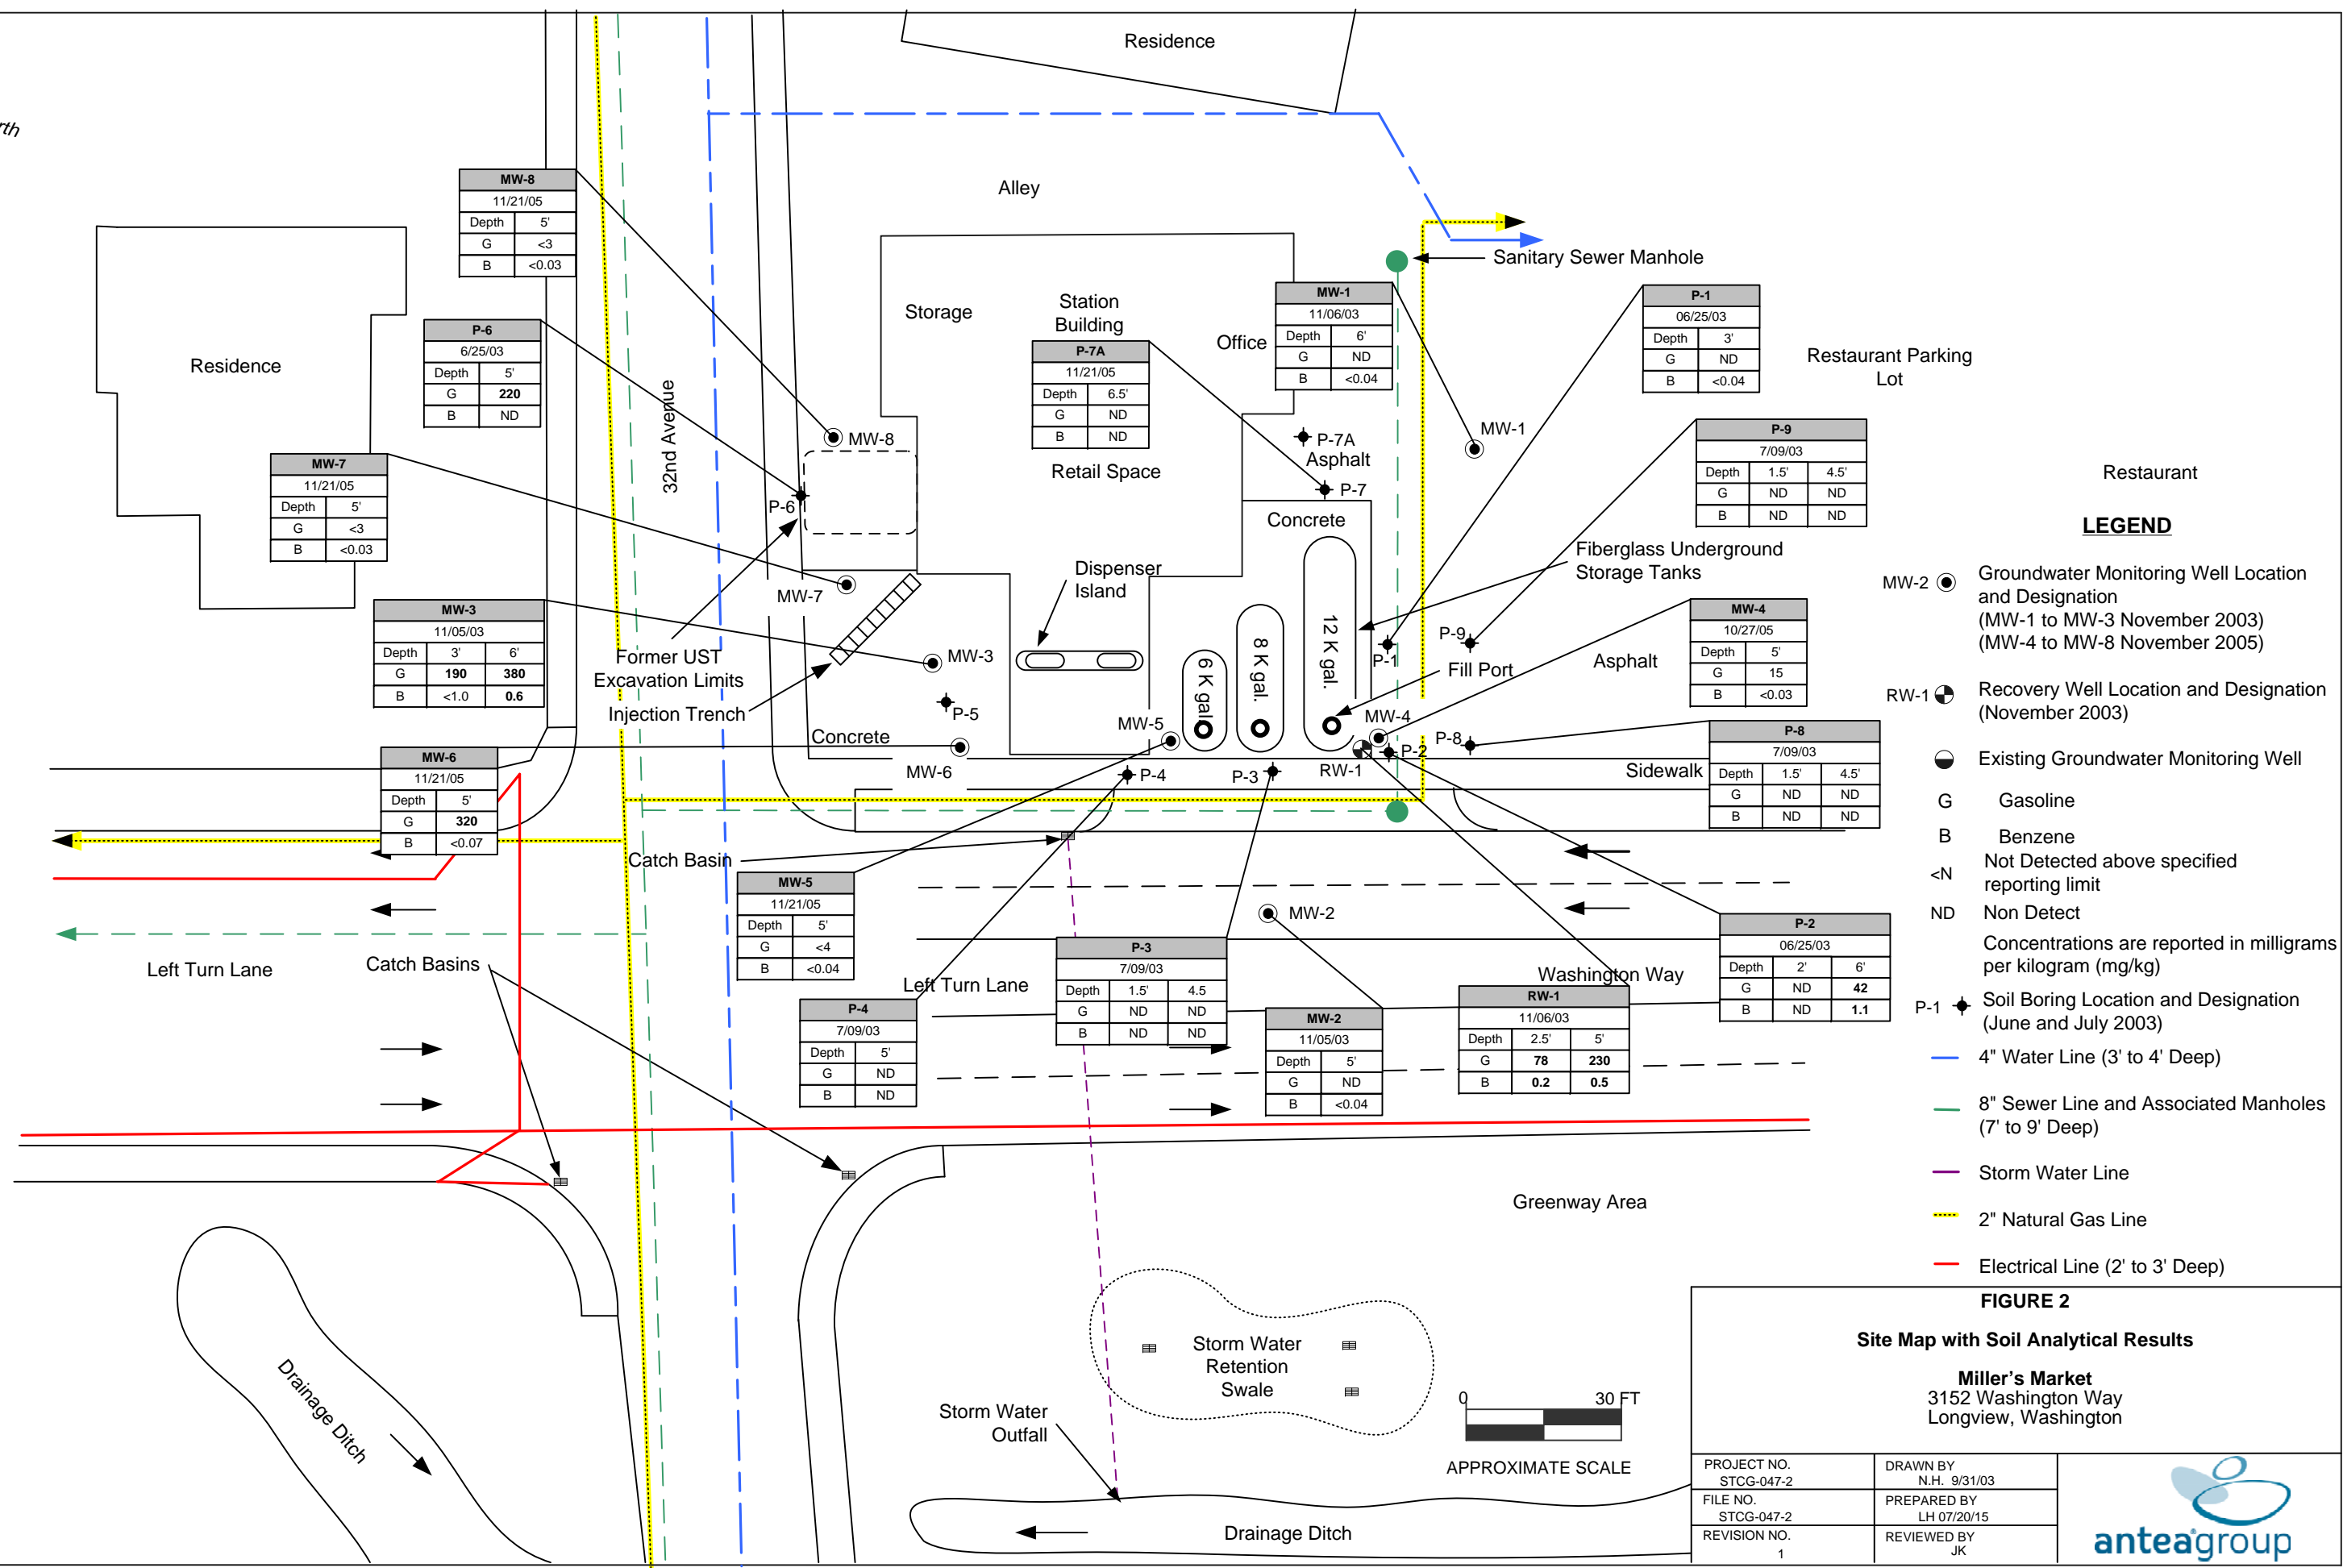 Residence
rth
Alley
MW-8
11/21/05
Depth 5'
G <3
B <0.03
Sanitary Sewer Manhole
Storage
Station
Building
Office
MW-1
11/06/03
Depth 6'
G ND
B <0.04
P-1
06/25/03
Depth 3'
G ND
B <0.04
Restaurant Parking
Lot
P-6
6/25/03
Depth 5'
G 220
B ND
Residence
P-7A
11/21/05
Depth 6.5'
G ND
B ND
32nd Avenue
MW-8
P-7A
Asphalt
MW-1
Retail Space
P-9
7/09/03
Depth 1.5' 4.5'
G ND ND
B ND ND
Restaurant
MW-7
11/21/05
Depth 5'
G <3
B <0.03
P-6
P-7
Concrete
Fiberglass Underground
Storage Tanks
Dispenser
Island
MW-7
MW-3
11/05/03
Depth 3' 6'
G 190 380
B <1.0 0.6
Former UST
Excavation Limits
MW-3
Injection Trench
P-5
6 K gal.
8 K gal.
12 K gal.
P-1
P-9
Asphalt
Fill Port
MW-4
10/27/05
Depth 5'
G 15
B <0.03
MW-5
MW-4
P-2
P-8
Concrete
MW-6
P-4
P-3
RW-1
Sidewalk
P-8
7/09/03
Depth 1.5' 4.5'
G ND ND
B ND ND
MW-6
11/21/05
Depth 5'
G 320
B <0.07
Catch Basin
MW-5
11/21/05
Depth 5'
G <4
B <0.04
MW-2
P-2
06/25/03
Depth 2' 6'
G ND 42
B ND 1.1
Left Turn Lane
Catch Basins
Left Turn Lane
P-3
7/09/03
Depth 1.5' 4.5
G ND ND
B ND ND
Washington Way
P-4
7/09/03
Depth 5'
G ND
B ND
MW-2
11/05/03
Depth 5'
G ND
B <0.04
RW-1
11/06/03
Depth 2.5' 5'
G 78 230
B 0.2 0.5
Greenway Area
Drainage Ditch
Storm Water
Retention
Swale
Storm Water
Outfall
0 30 FT
APPROXIMATE SCALE
Drainage Ditch
LEGEND
MW-2 Groundwater Monitoring Well Location
and Designation
(MW-1 to MW-3 November 2003)
(MW-4 to MW-8 November 2005)
RW-1 Recovery Well Location and Designation
(November 2003)
Existing Groundwater Monitoring Well
G Gasoline
B Benzene
<N Not Detected above specified
reporting limit
ND Non Detect
Concentrations are reported in milligrams
per kilogram (mg/kg)
P-1 Soil Boring Location and Designation
(June and July 2003)
4" Water Line (3' to 4' Deep)
8" Sewer Line and Associated Manholes
(7' to 9' Deep)
Storm Water Line
2" Natural Gas Line
Electrical Line (2' to 3' Deep)
FIGURE 2
Site Map with Soil Analytical Results
Miller's Market
3152 Washington Way
Longview, Washington
PROJECT NO.
STCG-047-2
DRAWN BY
N.H. 9/31/03
FILE NO.
STCG-047-2
PREPARED BY
LH 07/20/15
REVISION NO.
1
REVIEWED BY
JK
anteagroup